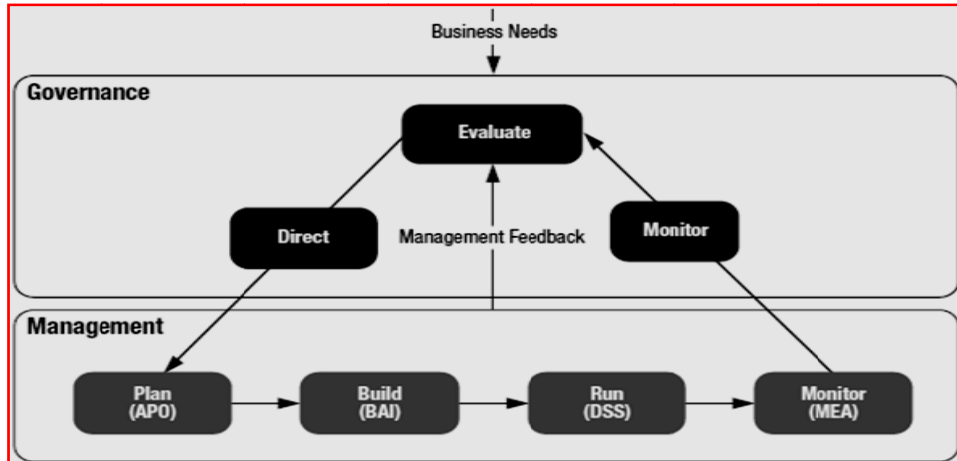 Business Needs
Governance
Evaluate
Direct
Management Feedback
Monitor
Management
Plan
(APO)
Build
(BAI)
Run
(DSS)
Monitor
(MEA)